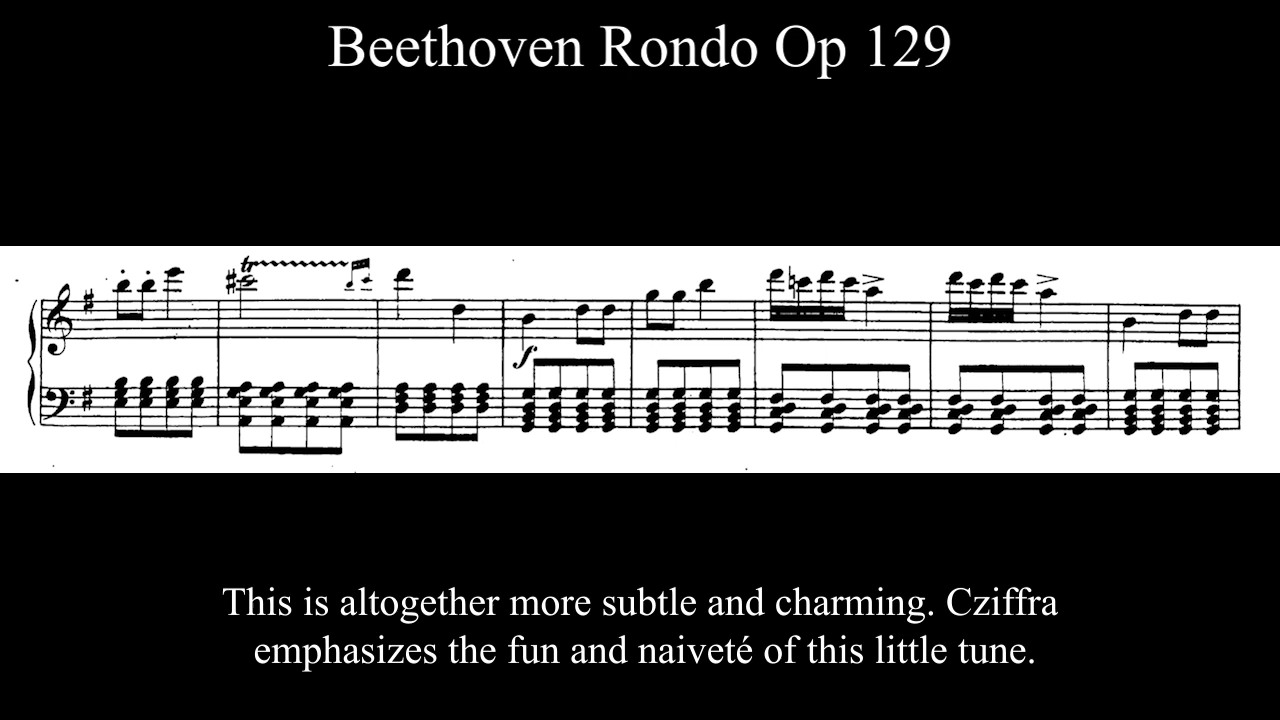 Beethoven Rondo Op 129
tr
f
This is altogether more subtle and charming. Cziffra
emphasizes the fun and naiveté of this little tune.